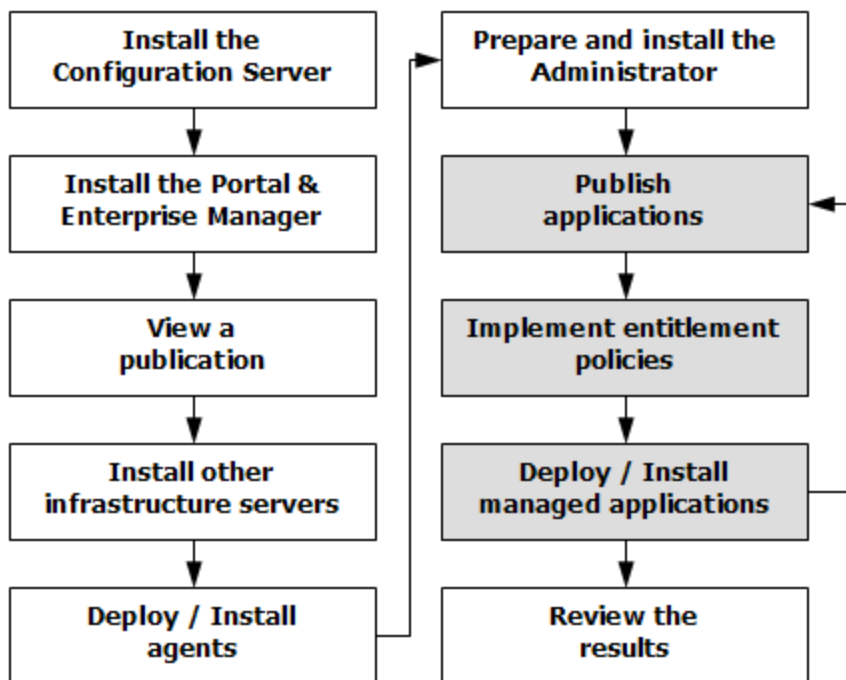 Install the
Configuration Server
Install the Portal &
Enterprise Manager
View a
publication
Install other
infrastructure servers
Deploy / Install
agents
Prepare and install the
Administrator
Publish
applications
Implement entitlement
policies
Deploy / Install
managed applications
Review the
results